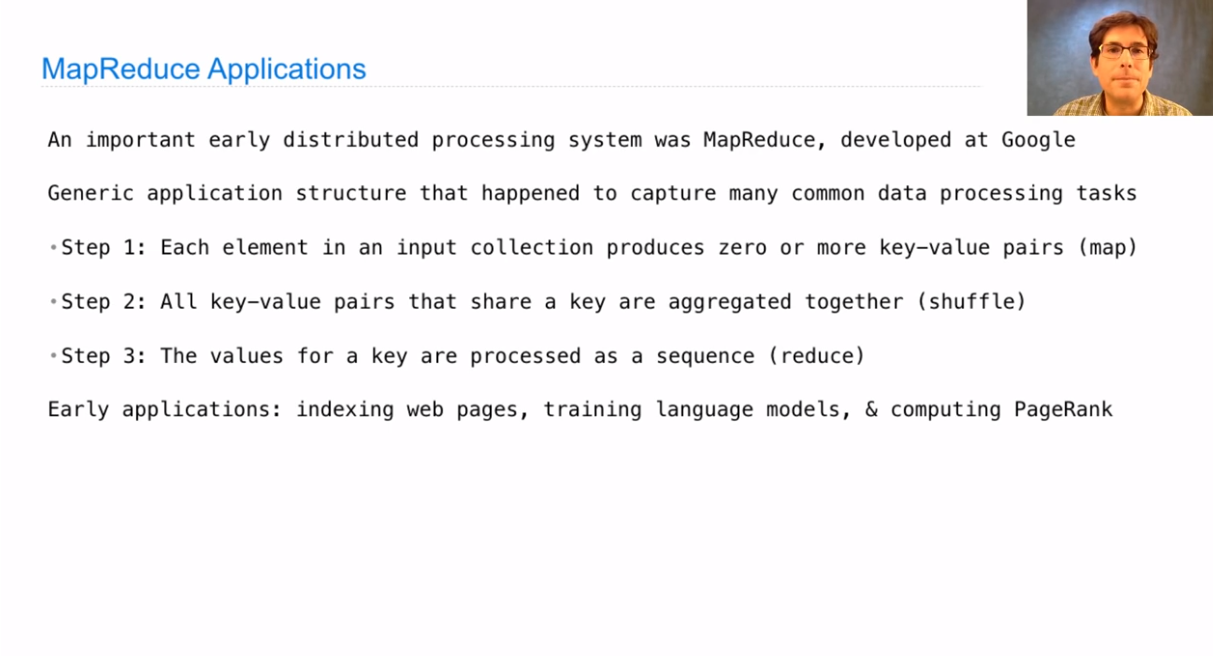 MapReduce Applications
An important early distributed processing system was MapReduce, developed at Google
Generic application structure that happened to capture many common data processing tasks
•Step 1: Each element in an input collection produces zero or more key–value pairs (map)
•Step 2: All key–value pairs that share a key are aggregated together (shuffle)
•Step 3: The values for a key are processed as a sequence (reduce)
Early applications: indexing web pages, training language models, & computing PageRank